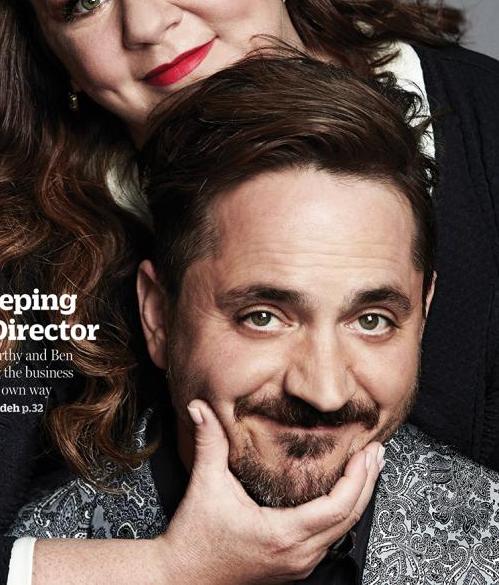 eping
Director
rthy and Ben
the business
own way
deh p.32